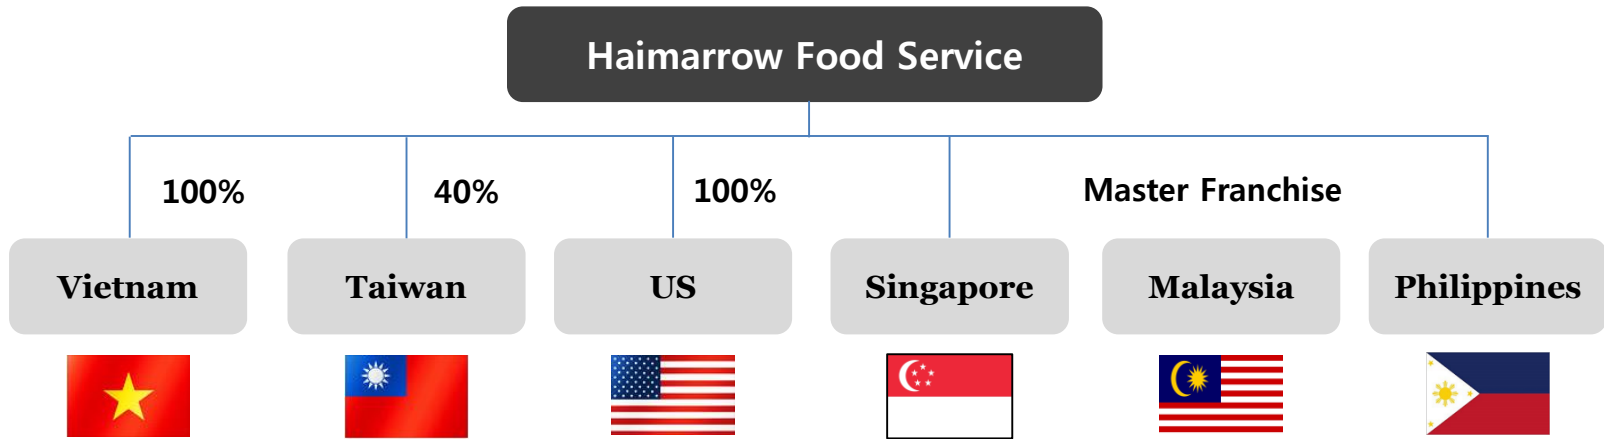 Haimarrow Food Service
100%
40%
100%
Master Franchise
Vietnam
Taiwan
US
Singapore
Malaysia
Philippines